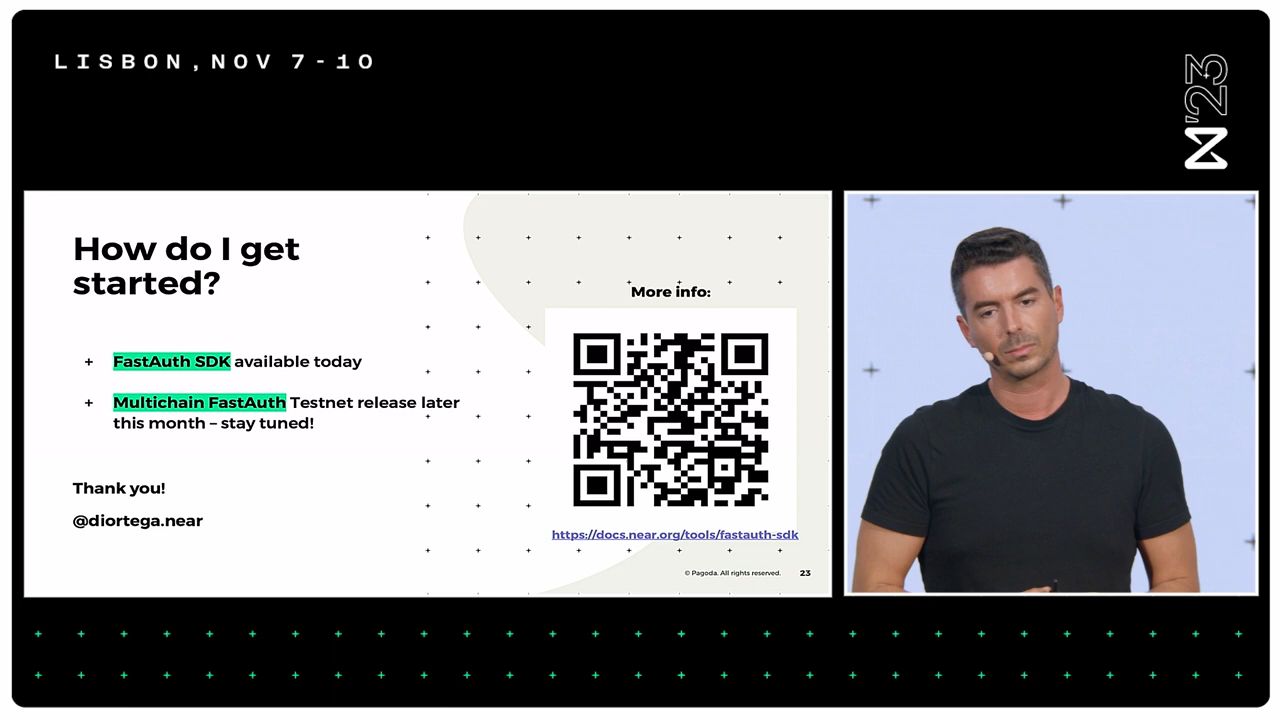 LISBON, NOV 7-10
'23
How do I get
started?
+ FastAuth SDK available today
+ Multichain FastAuth Testnet release later
this month – stay tuned!
Thank you!
@diortega.near
More info:
https://docs.near.org/tools/fastauth-sdk
© Pagoda. All rights reserved. 23